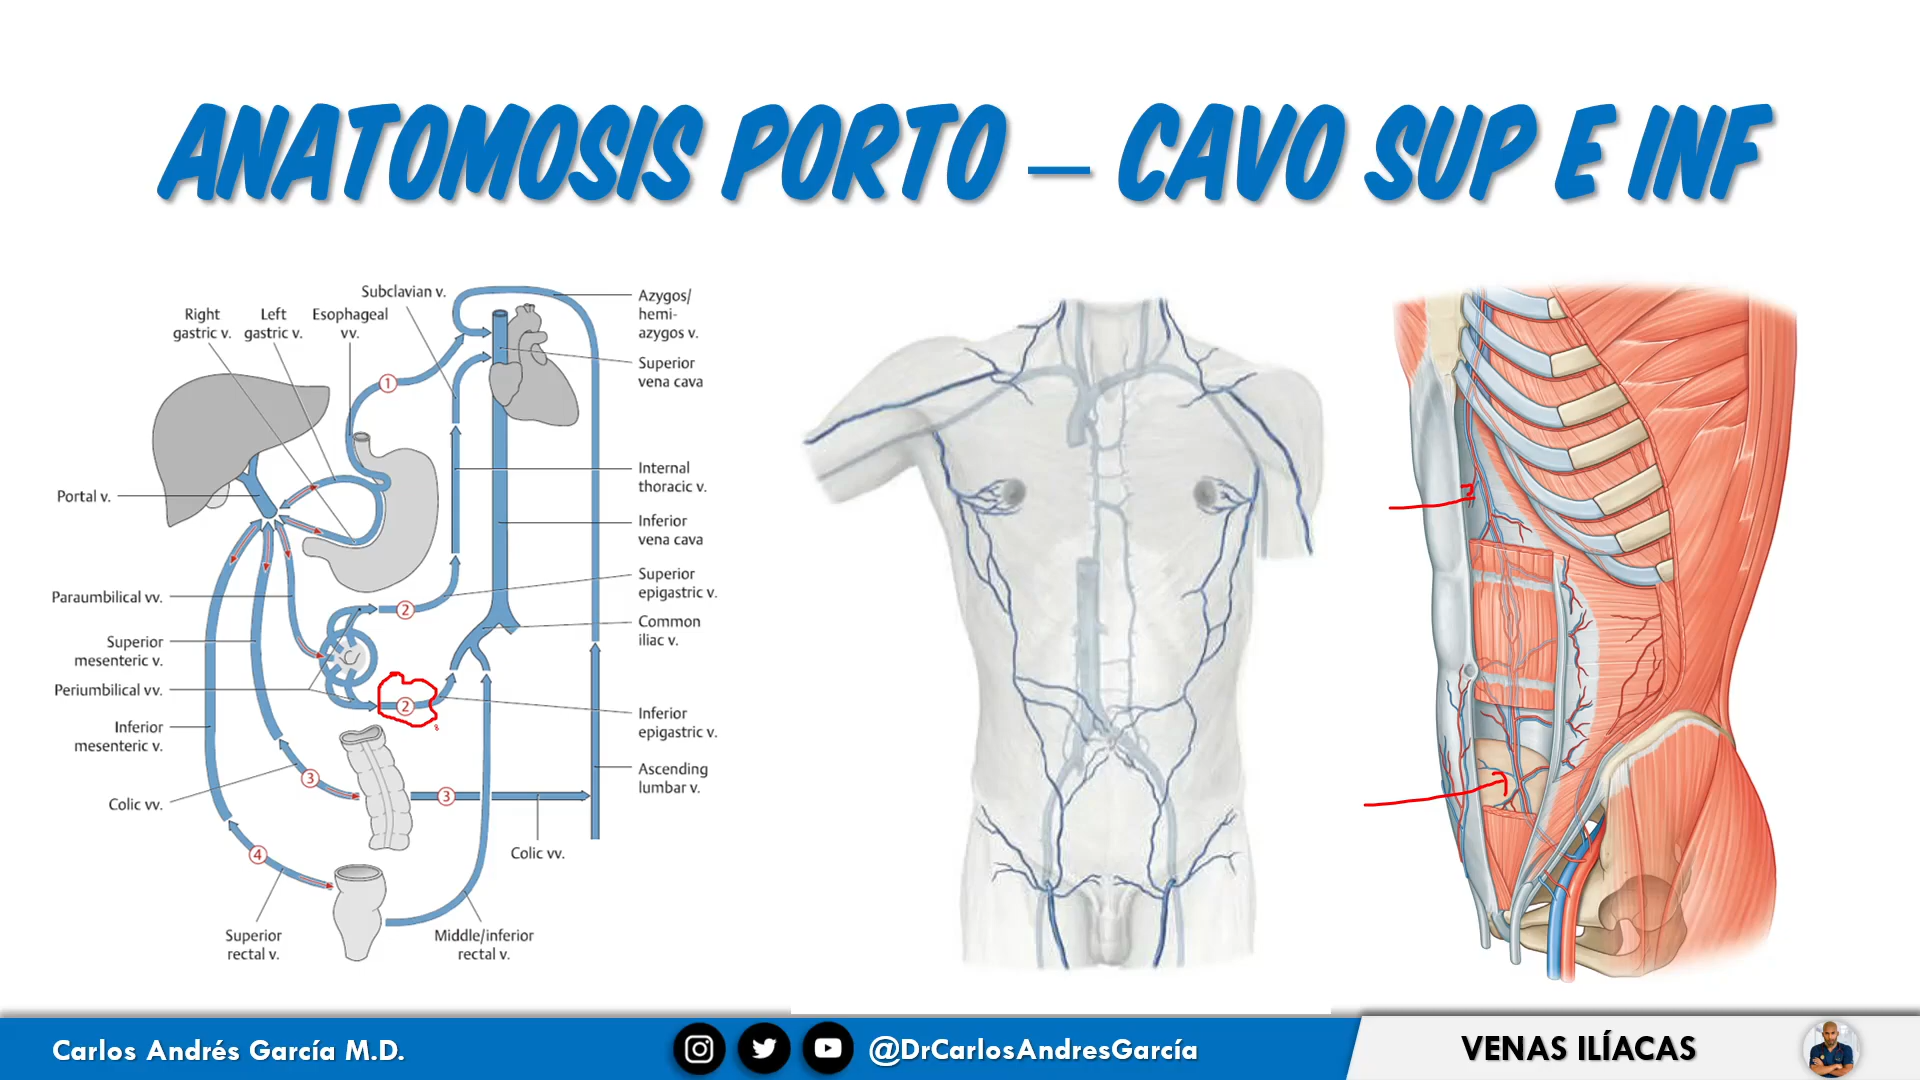 ANATOMOSIS PORTO – CAVO SUP E INF
Subclavian v.
Right
gastric v.
Left
gastric v.
Esophageal
vv.
Azygos/
hemi-
azygos v.
Superior
vena cava
1
Internal
thoracic v.
Portal v.
Inferior
vena cava
Superior
epigastric v.
Paraumbilical vv.
2
Common
iliac v.
Superior
mesenteric v.
Periumbilical vv.
2
Inferior
epigastric v.
Inferior
mesenteric v.
Ascending
lumbar v.
3
3
Colic vv.
Colic vv.
4
Superior
rectal v.
Middle/inferior
rectal v.
Carlos Andrés García M.D.
@DrCarlosAndresGarcía
VENAS ILÍACAS